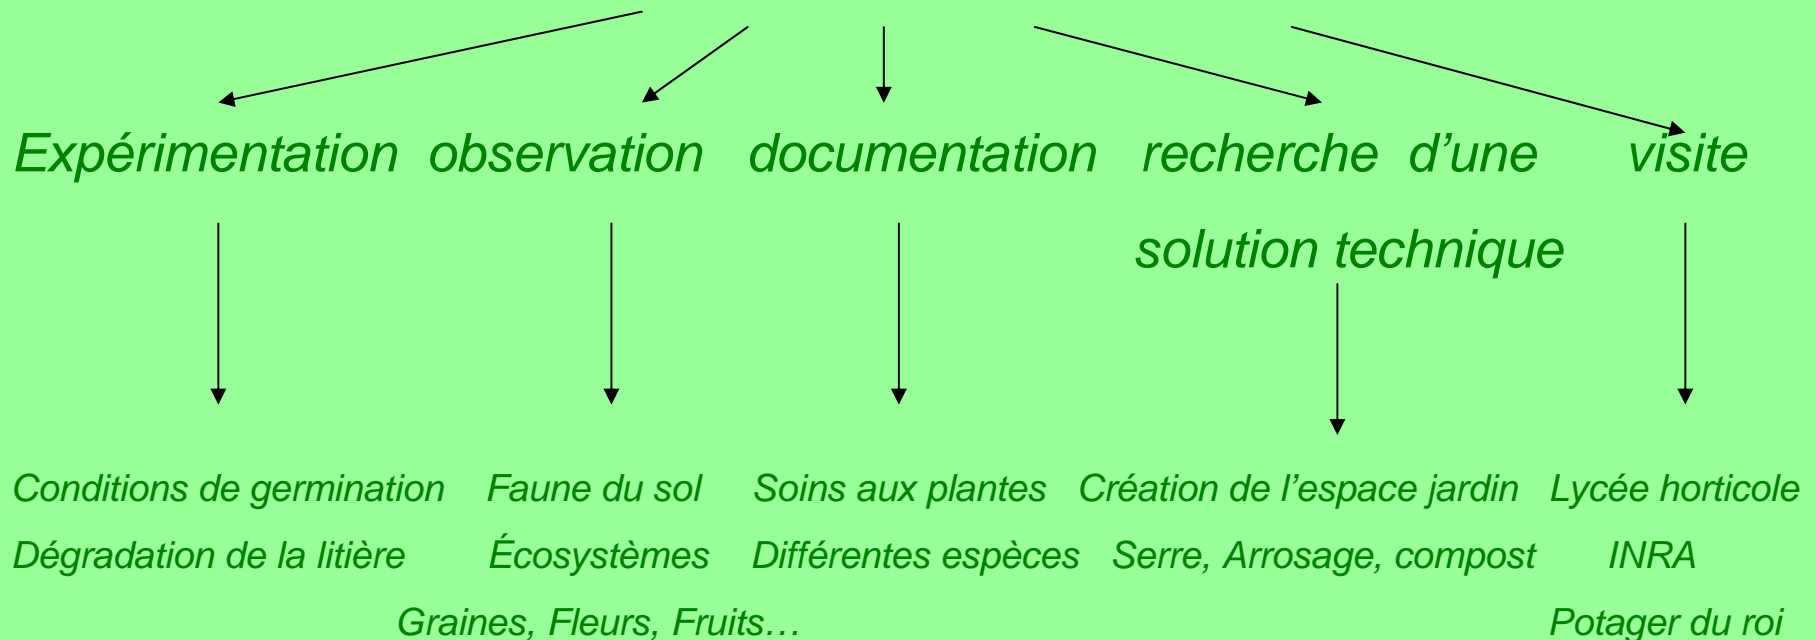 Expérimentation observation documentation recherche d’une visite
solution technique
Conditions de germination Faune du sol Soins aux plantes Création de l’espace jardin Lycée horticole
Dégradation de la litière Écosystèmes Différentes espèces Serre, Arrosage, compost INRA
Graines, Fleurs, Fruits… Potager du roi